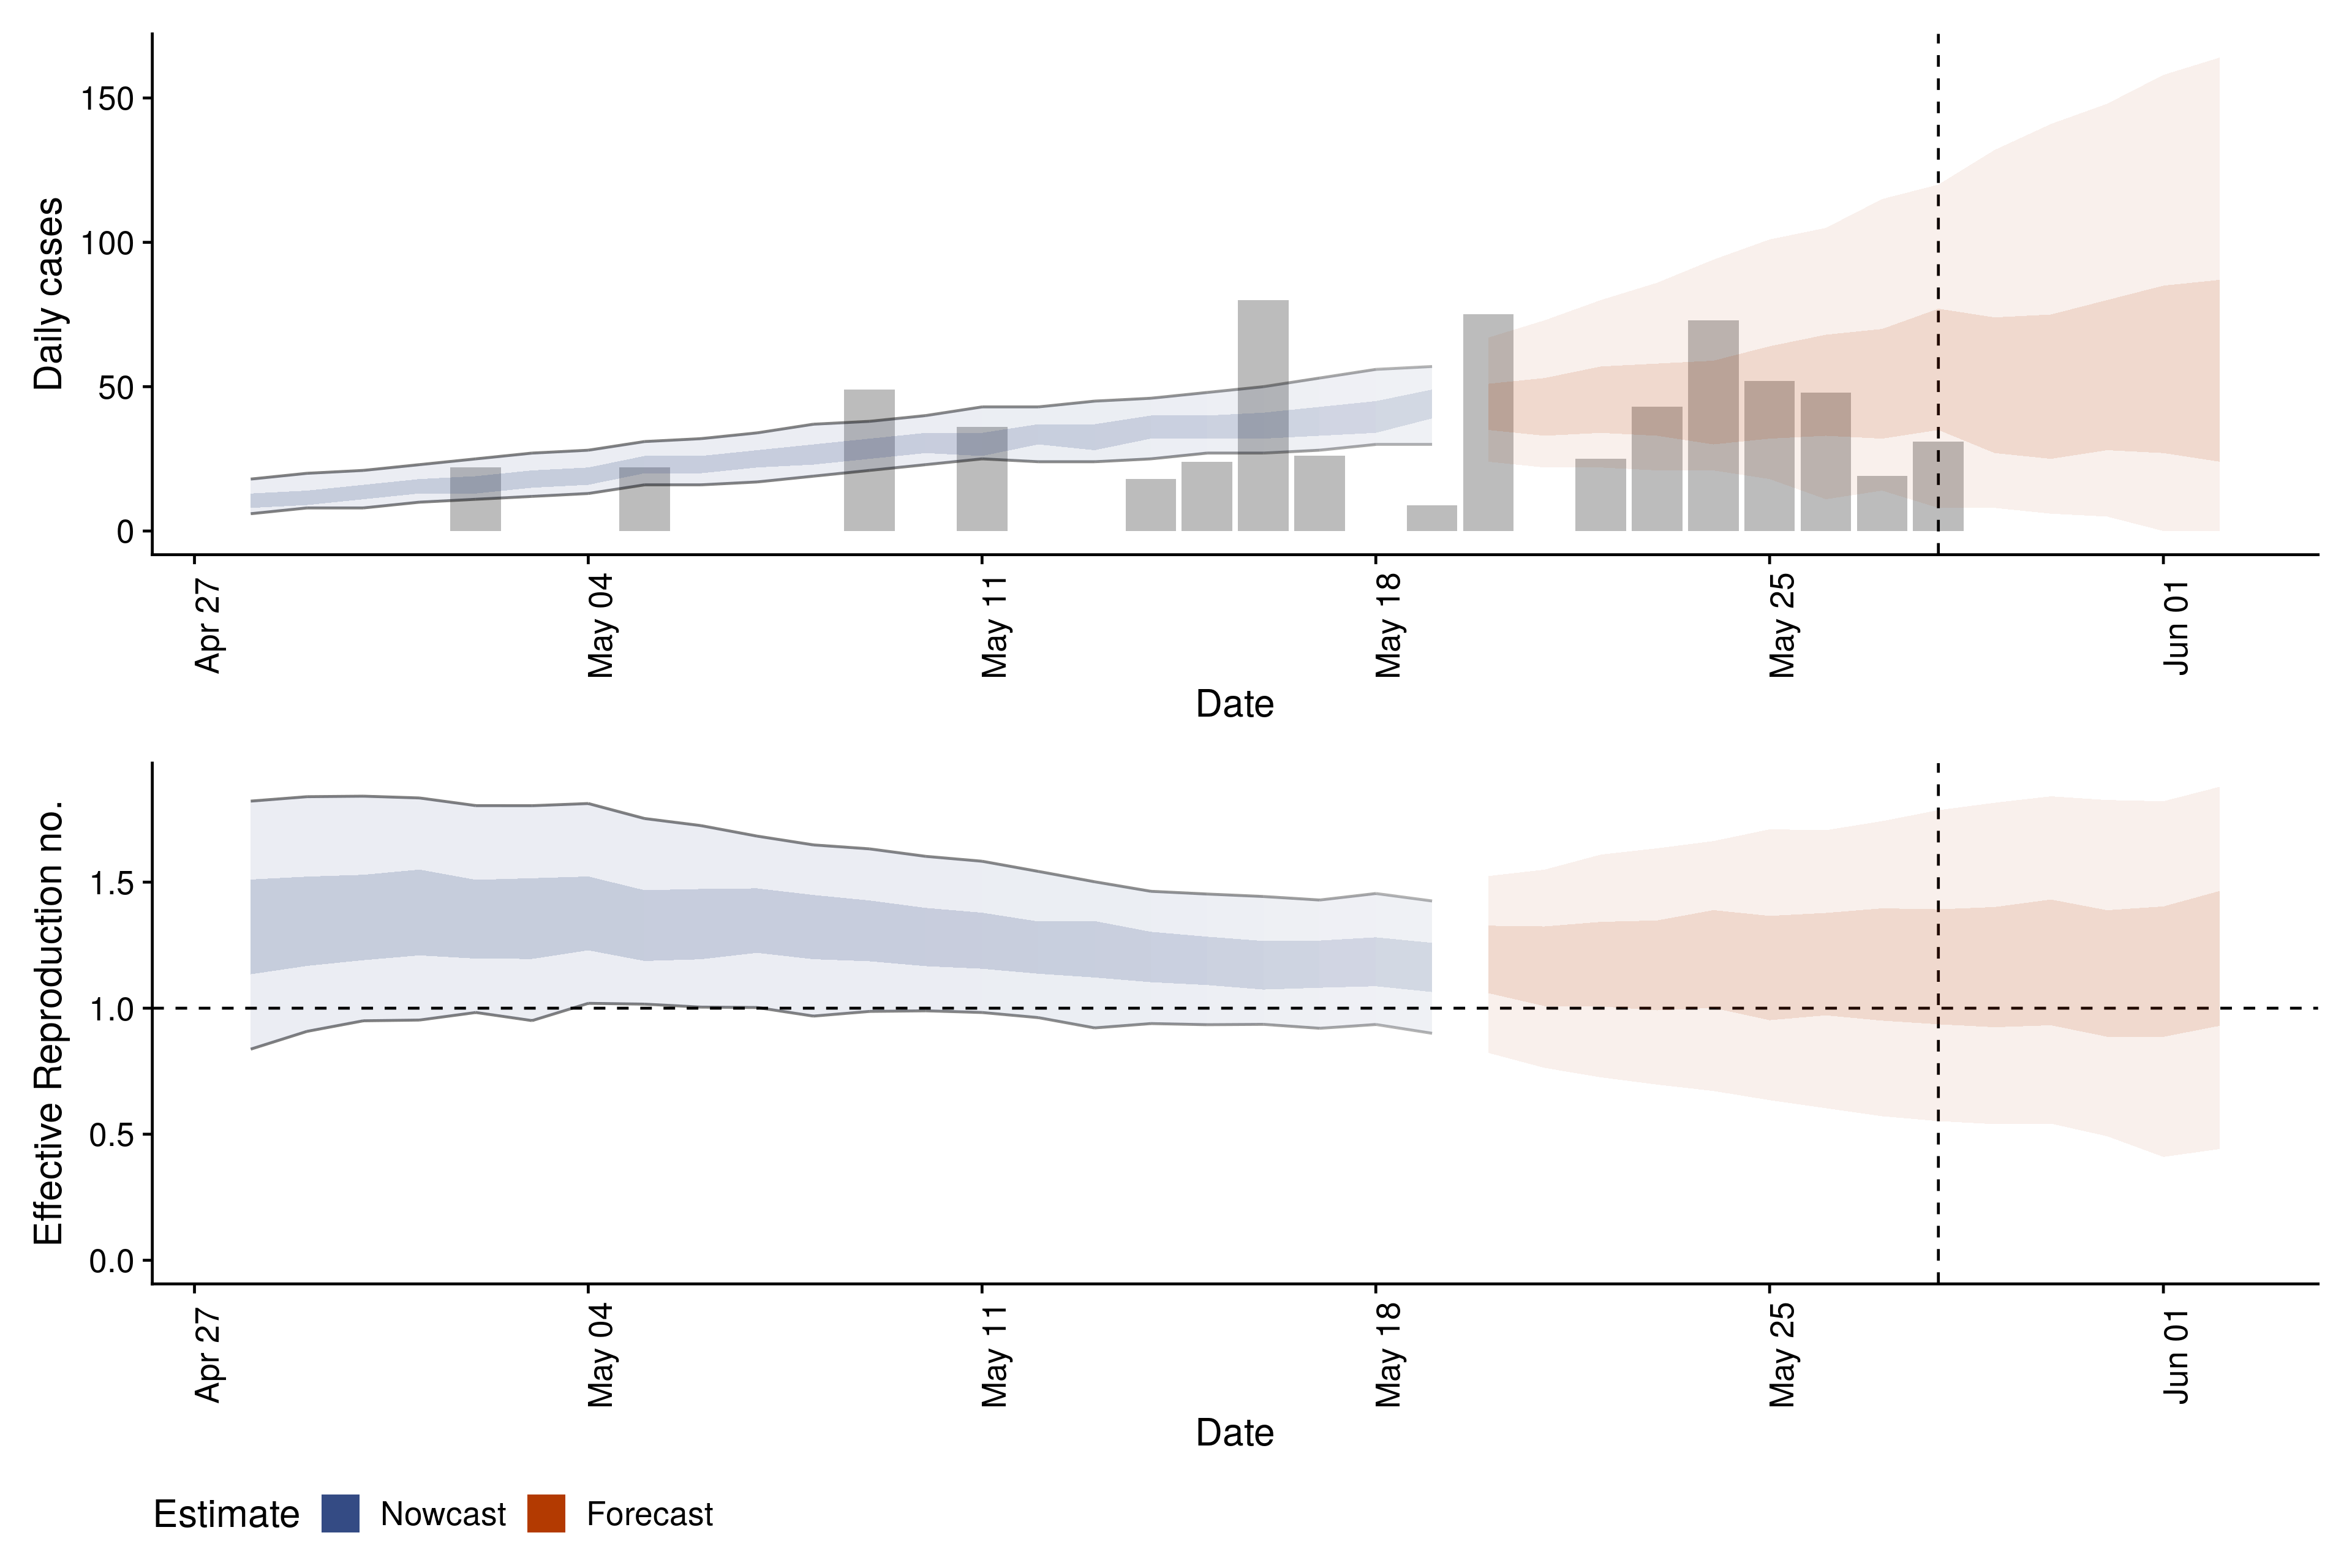 Daily cases
150
100
50
0
Apr 27
May 04
May 11
May 18
May 25
Jun 01
Date
Effective Reproduction no.
1.5
1.0
0.5
0.0
Apr 27
May 04
May 11
May 18
May 25
Jun 01
Date
Estimate Nowcast Forecast